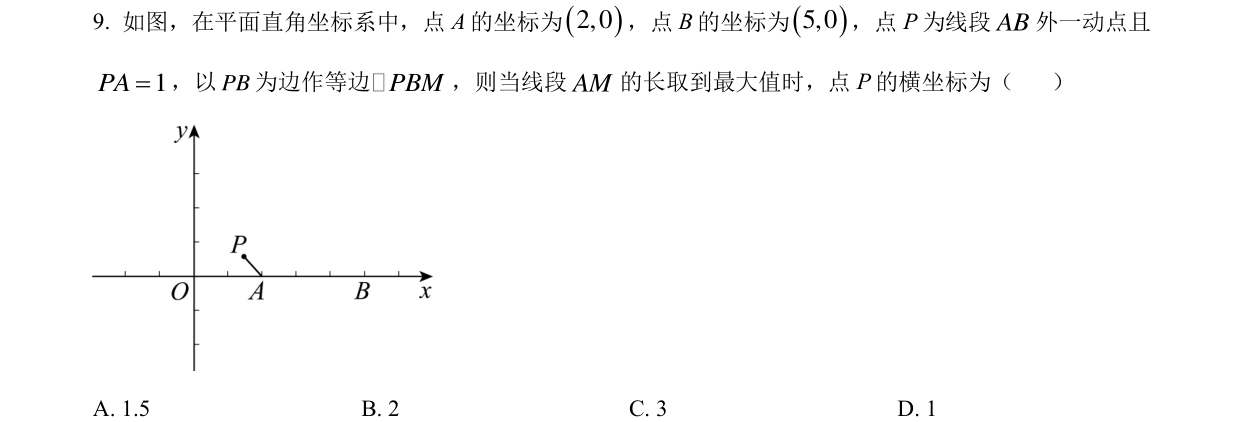 9. 如图，在平面直角坐标系中，点 A 的坐标为(2,0)，点 B 的坐标为(5,0)，点 P 为线段 AB 外一动点且
PA=1，以 PB 为边作等边□PBM，则当线段 AM 的长取到最大值时，点 P 的横坐标为（　　）
y
P
O A B x
A. 1.5 B. 2 C. 3 D. 1